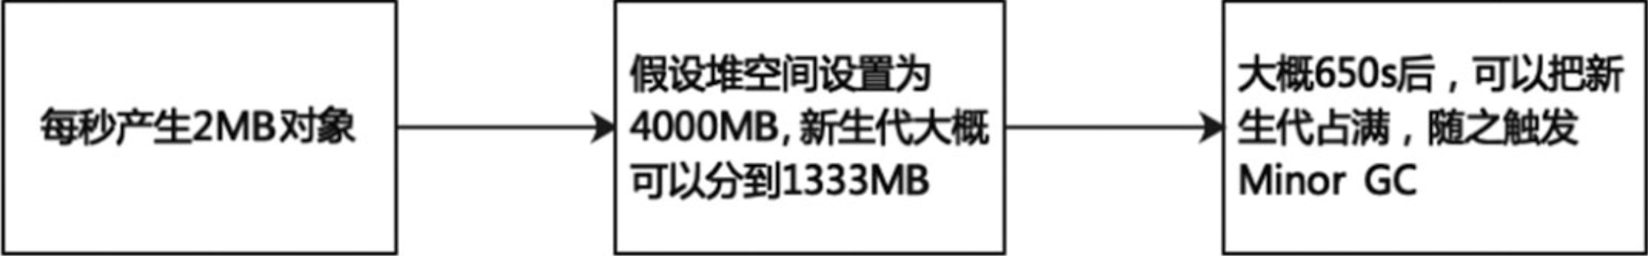 每秒产生2MB对象
假设堆空间设置为
4000MB, 新生代大概
可以分到1333MB
大概650s后，可以把新
生代占满，随之触发
Minor GC